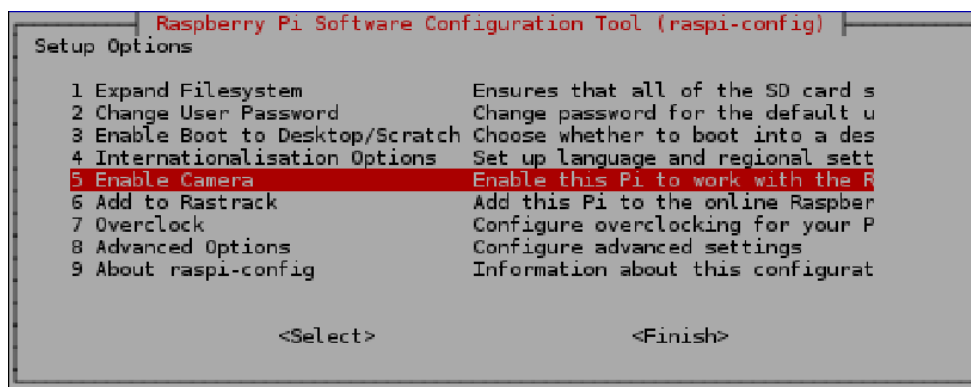 Raspberry Pi Software Configuration Tool (raspi-config)
Setup Options
1 Expand Filesystem Ensures that all of the SD card s
2 Change User Password Change password for the default u
3 Enable Boot to Desktop/Scratch Choose whether to boot into a des
4 Internationalisation Options Set up language and regional sett
5 Enable Camera Enable this Pi to work with the R
6 Add to Rastrack Add this Pi to the online Raspber
7 Overclock Configure overclocking for your P
8 Advanced Options Configure advanced settings
9 About raspi-config Information about this configurat
<Select> <Finish>